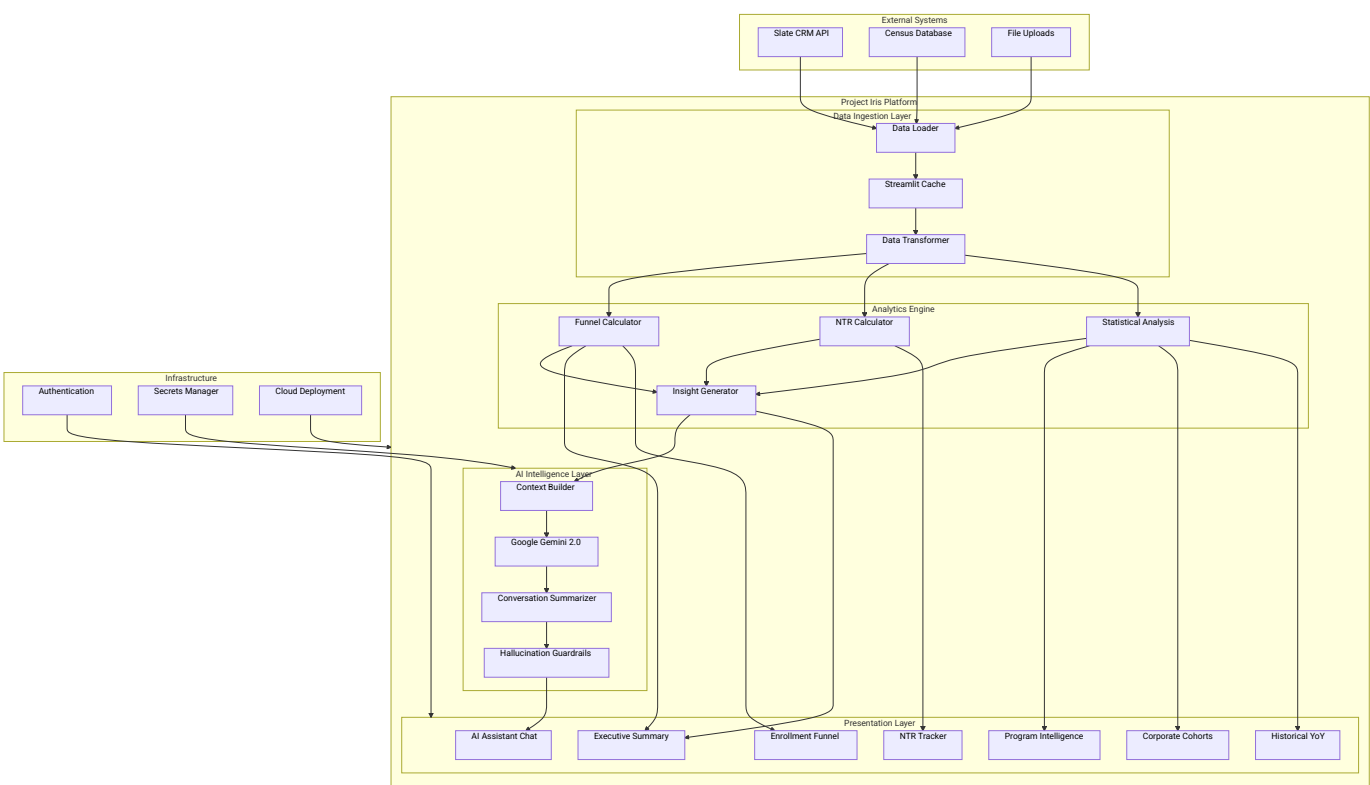 External Systems
Slate CRM API
Census Database
File Uploads
Project Iris Platform
Data Ingestion Layer
Data Loader
Streamlit Cache
Data Transformer
Analytics Engine
Funnel Calculator
NTR Calculator
Statistical Analysis
Insight Generator
Infrastructure
Authentication
Secrets Manager
Cloud Deployment
AI Intelligence Layer
Context Builder
Google Gemini 2.0
Conversation Summarizer
Hallucination Guardrails
Presentation Layer
AI Assistant Chat
Executive Summary
Enrollment Funnel
NTR Tracker
Program Intelligence
Corporate Cohorts
Historical YoY